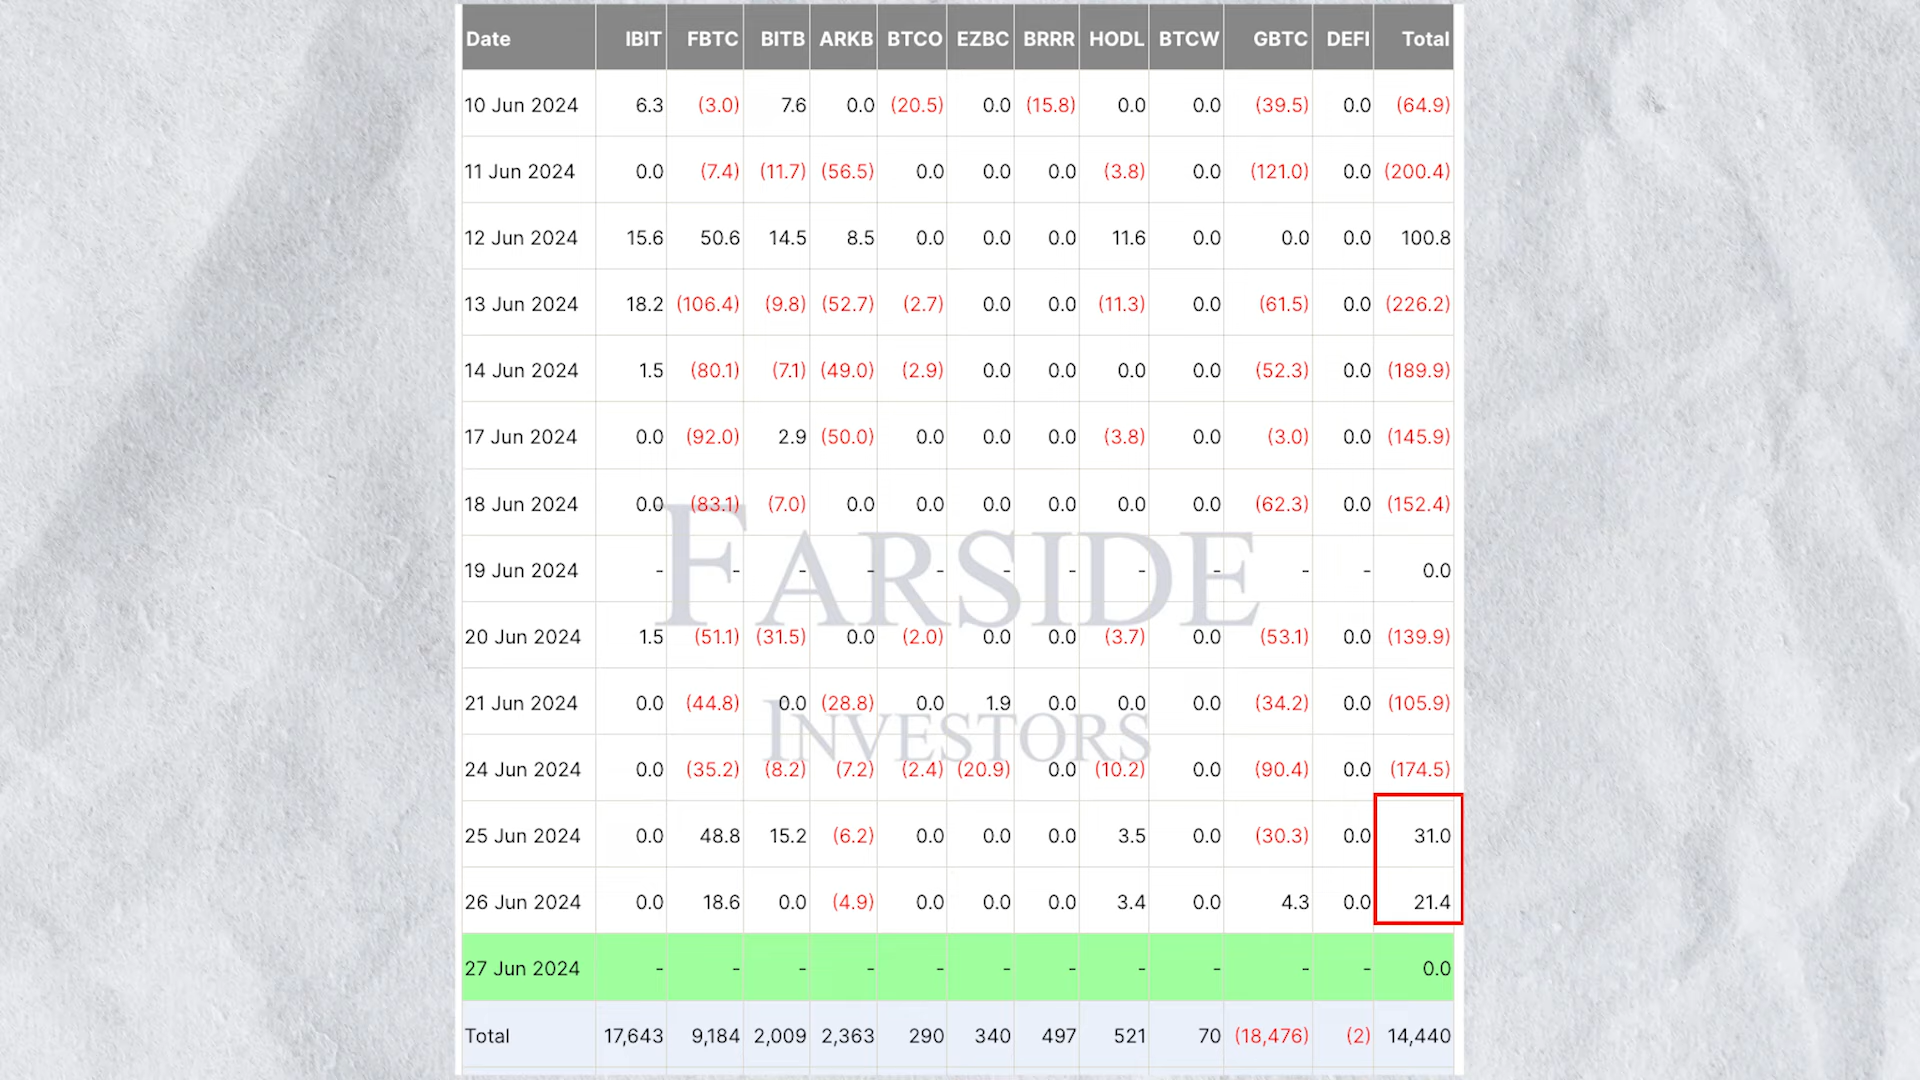 Date IBIT FBTC BITB ARKB BTCO EZBC BRRR HODL BTCW GBTC DEFI Total
10 Jun 2024 6.3 (3.0) 7.6 0.0 (20.5) 0.0 (15.8) 0.0 0.0 (39.5) 0.0 (64.9)
11 Jun 2024 0.0 (7.4) (11.7) (56.5) 0.0 0.0 0.0 (3.8) 0.0 (121.0) 0.0 (200.4)
12 Jun 2024 15.6 50.6 14.5 8.5 0.0 0.0 0.0 11.6 0.0 0.0 0.0 100.8
13 Jun 2024 18.2 (106.4) (9.8) (52.7) (2.7) 0.0 0.0 (11.3) 0.0 (61.5) 0.0 (226.2)
14 Jun 2024 1.5 (80.1) (7.1) (49.0) (2.9) 0.0 0.0 0.0 0.0 (52.3) 0.0 (189.9)
17 Jun 2024 0.0 (92.0) 2.9 (50.0) 0.0 0.0 0.0 (3.8) 0.0 (3.0) 0.0 (145.9)
18 Jun 2024 0.0 (83.1) (7.0) 0.0 0.0 0.0 0.0 0.0 0.0 (62.3) 0.0 (152.4)
19 Jun 2024 - - - - - - - - - - - 0.0
FARSIDE
20 Jun 2024 1.5 (51.1) (31.5) 0.0 (2.0) 0.0 0.0 (3.7) 0.0 (53.1) 0.0 (139.9)
21 Jun 2024 0.0 (44.8) 0.0 (28.8) 0.0 1.9 0.0 0.0 0.0 (34.2) 0.0 (105.9)
INVESTORS
24 Jun 2024 0.0 (35.2) (8.2) (7.2) (2.4) (20.9) 0.0 (10.2) 0.0 (90.4) 0.0 (174.5)
25 Jun 2024 0.0 48.8 15.2 (6.2) 0.0 0.0 0.0 3.5 0.0 (30.3) 0.0 31.0
26 Jun 2024 0.0 18.6 0.0 (4.9) 0.0 0.0 0.0 3.4 0.0 4.3 0.0 21.4
27 Jun 2024 - - - - - - - - - - - 0.0
Total 17,643 9,184 2,009 2,363 290 340 497 521 70 (18,476) (2) 14,440